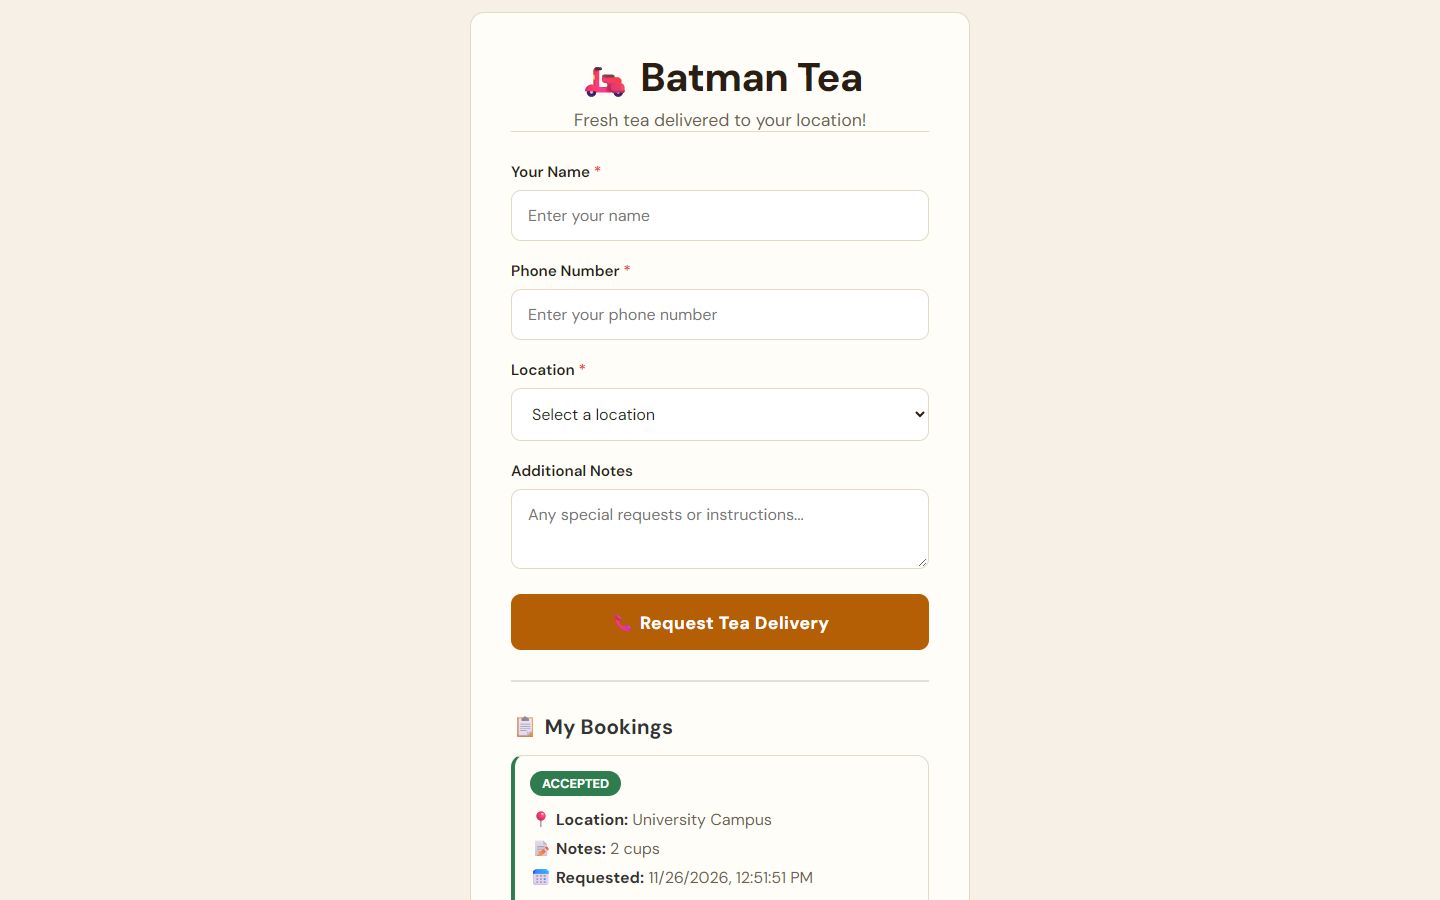 Batman Tea
Fresh tea delivered to your location!
Your Name *
Enter your name
Phone Number *
Enter your phone number
Location *
Select a location
Additional Notes
Any special requests or instructions...
Request Tea Delivery
My Bookings
ACCEPTED
Location: University Campus
Notes: 2 cups
Requested: 11/26/2026, 12:51:51 PM